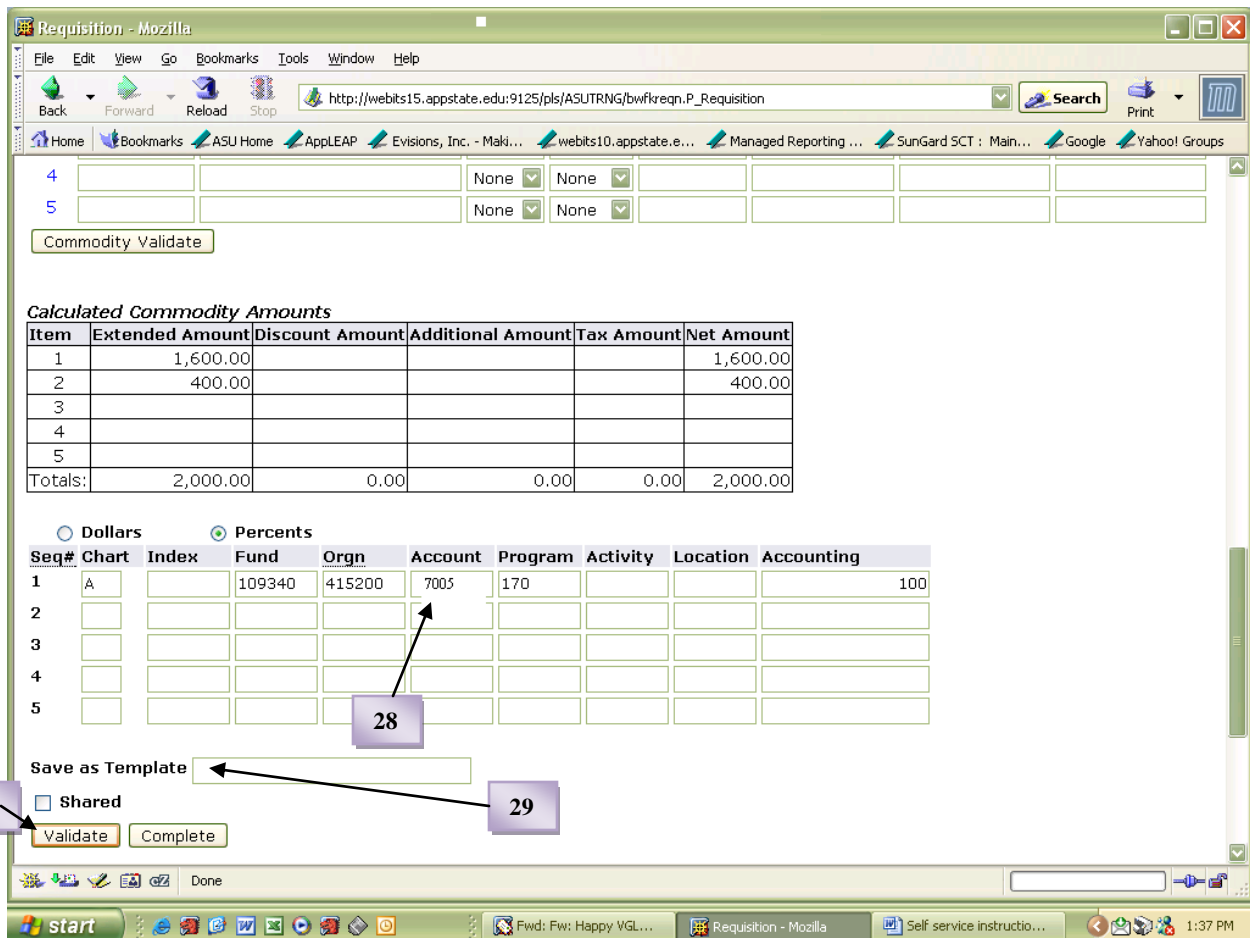 Requisition - Mozilla
File Edit View Go Bookmarks Tools Window Help
Back Forward Reload Stop http://webits15.appstate.edu:9125/pls/ASUTRNG/bwfkreqn.P_Requisition Search Print
Home Bookmarks ASU Home AppLEAP Evisions, Inc. - Maki... webits10.appstate.e... Managed Reporting ... SunGard SCT : Main... Google Yahoo! Groups
4 None None
5 None None
Commodity Validate
Calculated Commodity Amounts
Item Extended Amount Discount Amount Additional Amount Tax Amount Net Amount
1 1,600.00 1,600.00
2 400.00 400.00
3
4
5
Totals: 2,000.00 0.00 0.00 0.00 2,000.00
Dollars Percents
Seq# Chart Index Fund Orgn Account Program Activity Location Accounting
1 A 109340 415200 7005 170 100
2
3
4
5
28
Save as Template
29
Shared
Validate Complete
Done
start Fwd: Fw: Happy VGL... Requisition - Mozilla Self service instructio... 1:37 PM